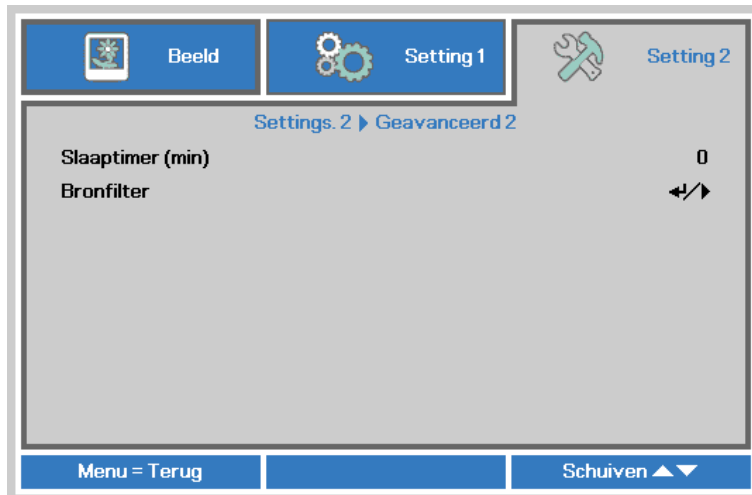 Beeld
Setting 1
Setting 2
Settings. 2 ▶ Geavanceerd 2
Slaaptimer (min) 0
Bronfilter ↵/▶
Menu = Terug
Schuiven ▲▼